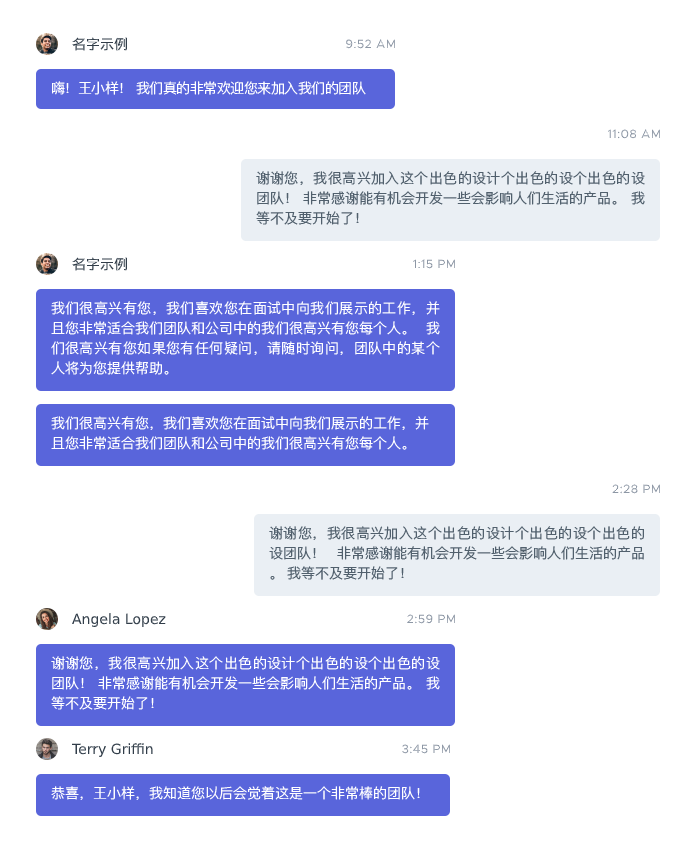 名字示例 9:52 AM
嗨！王小样！ 我们真的非常欢迎您来加入我们的团队
11:08 AM
谢谢您，我很高兴加入这个出色的设计个出色的设个出色的设
团队！ 非常感谢能有机会开发一些会影响人们生活的产品。 我
等不及要开始了！
名字示例 1:15 PM
我们很高兴有您，我们喜欢您在面试中向我们展示的工作，并
且您非常适合我们团队和公司中的我们很高兴有您每个人。 我
们很高兴有您如果您有任何疑问，请随时询问，团队中的某个
人将为您提供帮助。
我们很高兴有您，我们喜欢您在面试中向我们展示的工作，并
且您非常适合我们团队和公司中的我们很高兴有您每个人。
2:28 PM
谢谢您，我很高兴加入这个出色的设计个出色的设个出色的
设团队！ 非常感谢能有机会开发一些会影响人们生活的产品
。 我等不及要开始了！
Angela Lopez 2:59 PM
谢谢您，我很高兴加入这个出色的设计个出色的设个出色的设
团队！ 非常感谢能有机会开发一些会影响人们生活的产品。 我
等不及要开始了！
Terry Griffin 3:45 PM
恭喜，王小样，我知道您以后会觉着这是一个非常棒的团队！